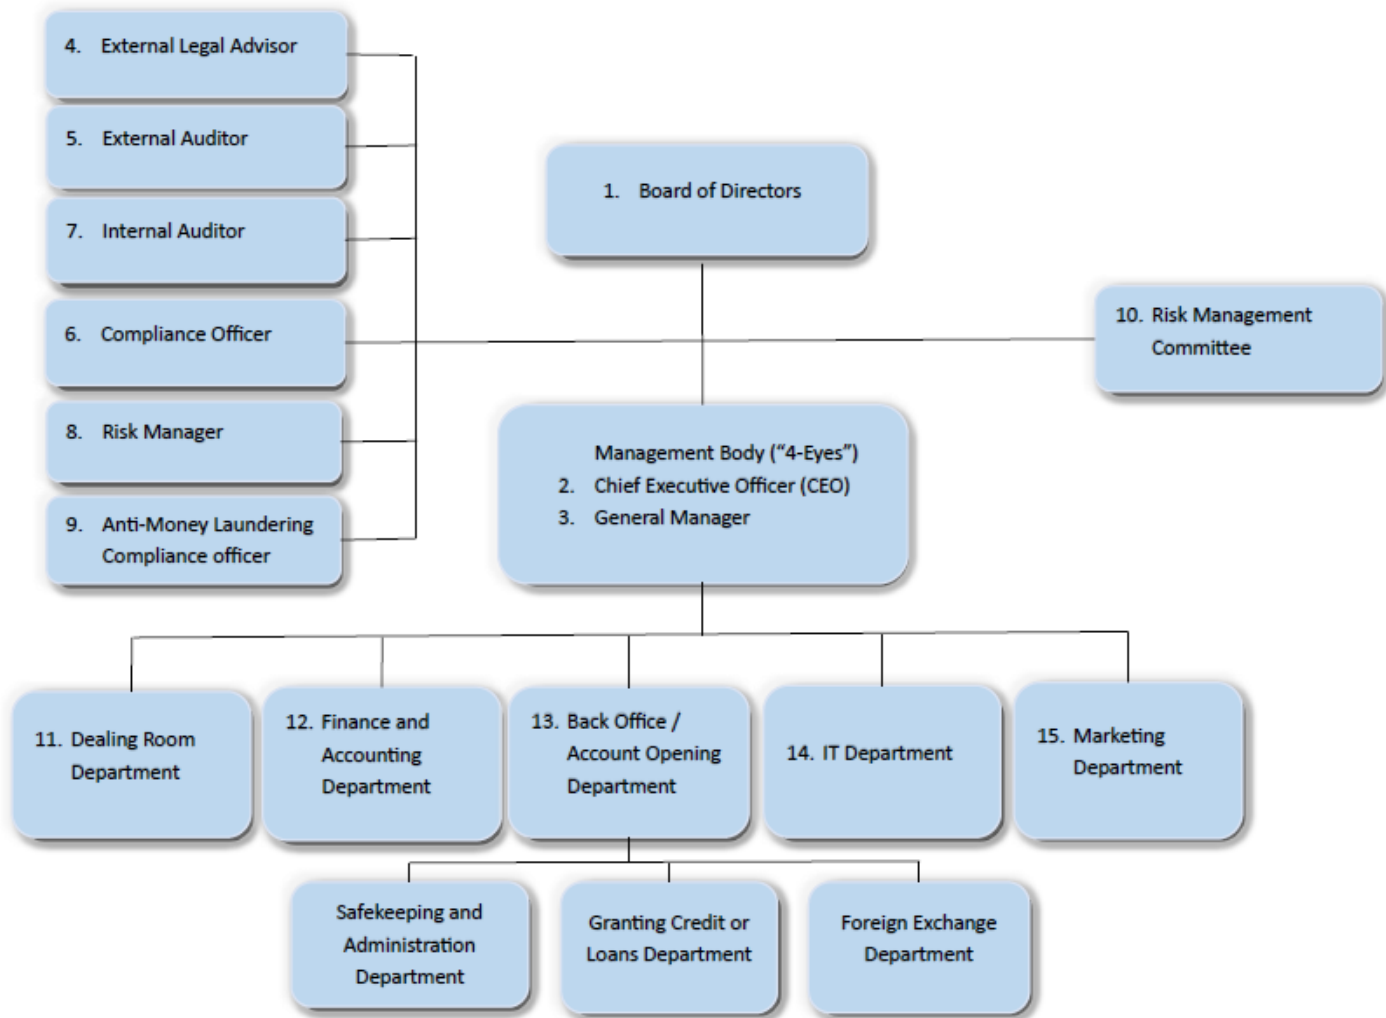 4. External Legal Advisor
5. External Auditor
1. Board of Directors
7. Internal Auditor
6. Compliance Officer
10. Risk Management
Committee
8. Risk Manager
Management Body (“4-Eyes”)
2. Chief Executive Officer (CEO)
3. General Manager
9. Anti-Money Laundering
Compliance officer
11. Dealing Room
Department
12. Finance and
Accounting
Department
13. Back Office /
Account Opening
Department
14. IT Department
15. Marketing
Department
Safekeeping and
Administration
Department
Granting Credit or
Loans Department
Foreign Exchange
Department